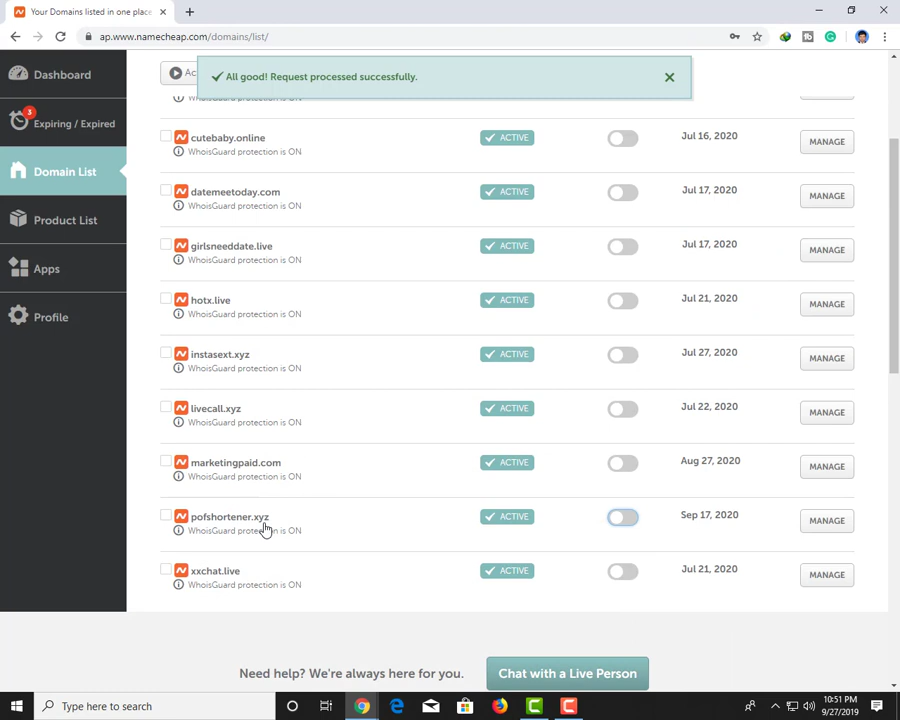 Your Domains listed in one place
ap.www.namecheap.com/domains/list/
Dashboard
3
Expiring / Expired
Domain List
Product List
Apps
Profile
Ac
All good! Request processed successfully.
cutebaby.online
WhoisGuard protection is ON
ACTIVE
Jul 16, 2020
MANAGE
datemeetoday.com
WhoisGuard protection is ON
ACTIVE
Jul 17, 2020
MANAGE
girlsneeddate.live
WhoisGuard protection is ON
ACTIVE
Jul 17, 2020
MANAGE
hotx.live
WhoisGuard protection is ON
ACTIVE
Jul 21, 2020
MANAGE
instasext.xyz
WhoisGuard protection is ON
ACTIVE
Jul 27, 2020
MANAGE
livecall.xyz
WhoisGuard protection is ON
ACTIVE
Jul 22, 2020
MANAGE
marketingpaid.com
WhoisGuard protection is ON
ACTIVE
Aug 27, 2020
MANAGE
pofshortener.xyz
WhoisGuard protection is ON
ACTIVE
Sep 17, 2020
MANAGE
xxchat.live
WhoisGuard protection is ON
ACTIVE
Jul 21, 2020
MANAGE
Need help? We're always here for you.
Chat with a Live Person
Type here to search
10:51 PM
9/27/2019